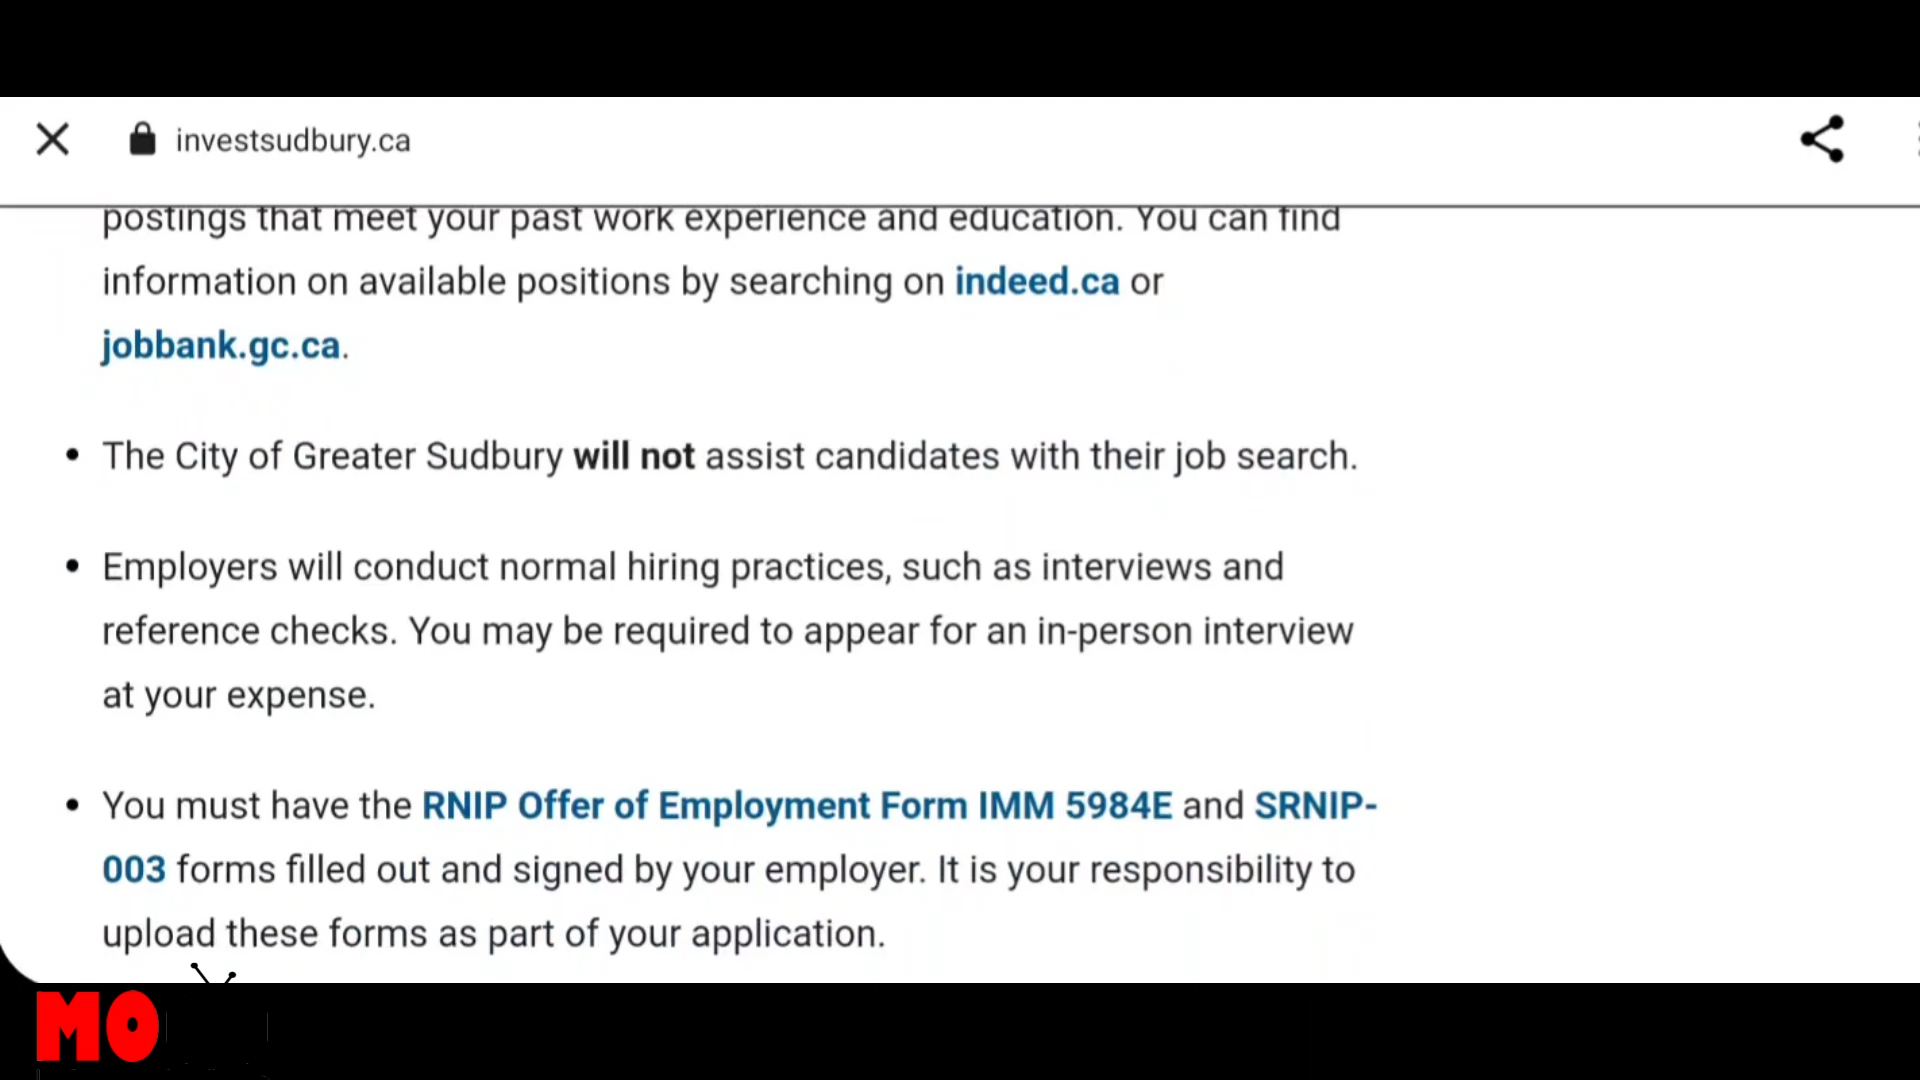 investsudbury.ca
postings that meet your past work experience and education. You can find
information on available positions by searching on indeed.ca or
jobbank.gc.ca.
• The City of Greater Sudbury will not assist candidates with their job search.
• Employers will conduct normal hiring practices, such as interviews and
reference checks. You may be required to appear for an in-person interview
at your expense.
• You must have the RNIP Offer of Employment Form IMM 5984E and SRNIP-
003 forms filled out and signed by your employer. It is your responsibility to
upload these forms as part of your application.
MO